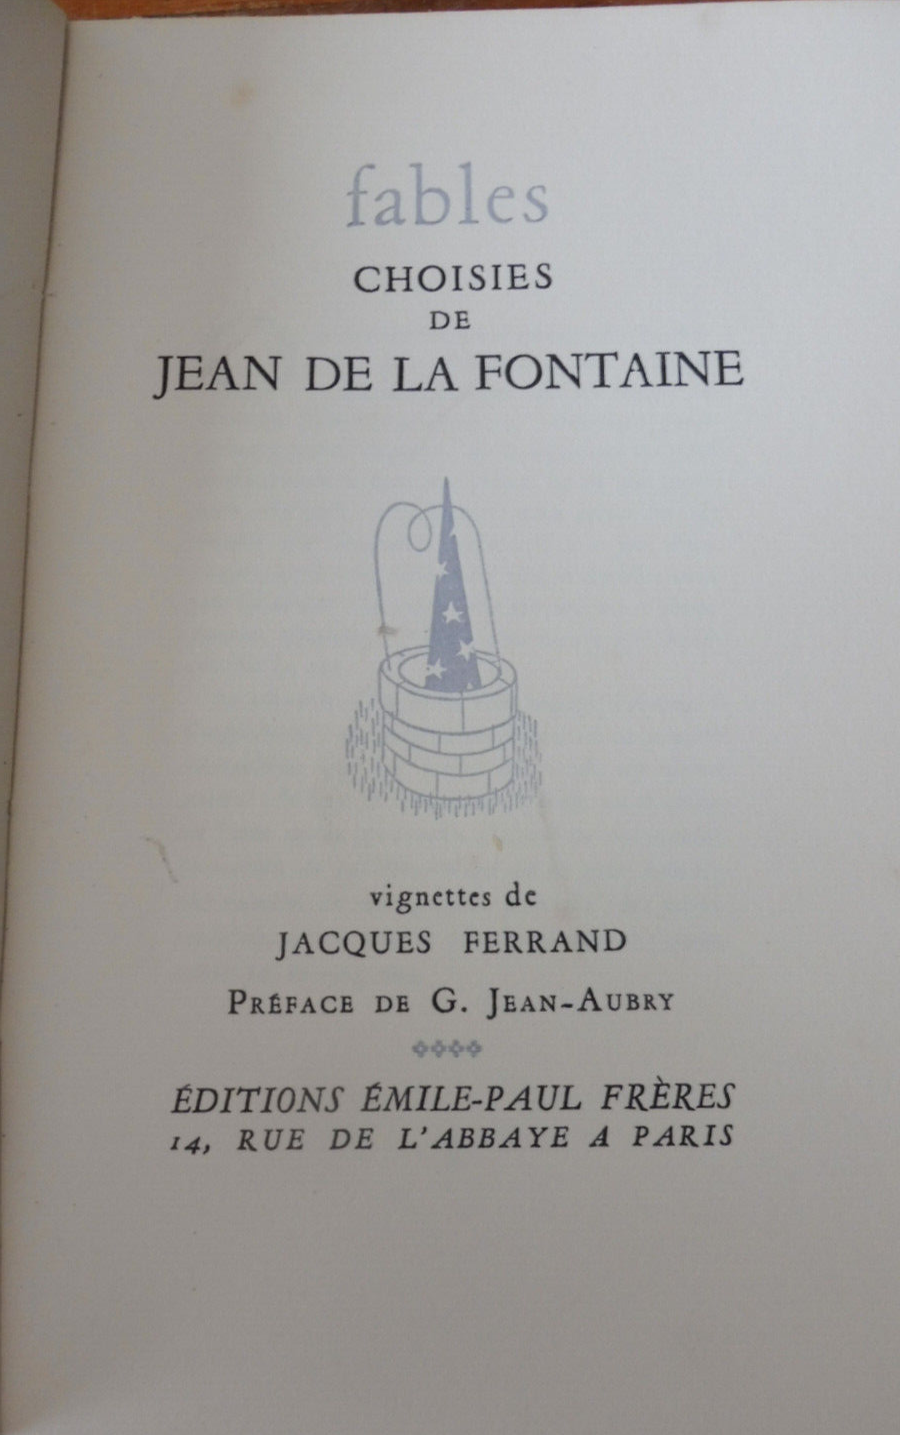 fables
CHOISIES
DE
JEAN DE LA FONTAINE
vignettes de
JACQUES FERRAND
PRÉFACE DE G. JEAN-AUBRY
ÉDITIONS ÉMILE-PAUL FRÈRES
14, RUE DE L'ABBAYE A PARIS